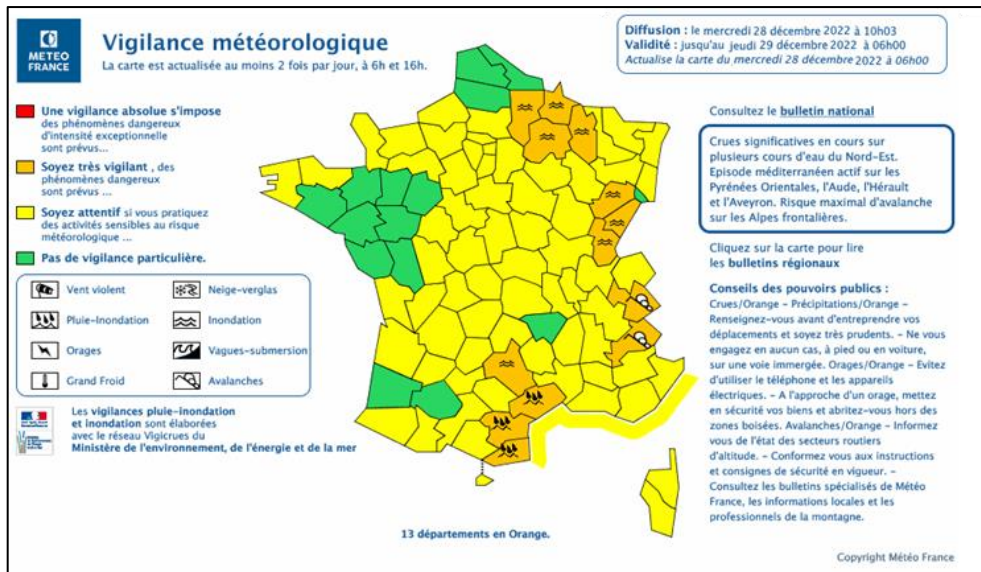 METEO
FRANCE
Vigilance météorologique
La carte est actualisée au moins 2 fois par jour, à 6h et 16h.
Diffusion : le mercredi 28 décembre 2022 à 10h03
Validité : jusqu'au jeudi 29 décembre 2022 à 06h00
Actualise la carte du mercredi 28 décembre 2022 à 06h00
Une vigilance absolue s'impose
des phénomènes dangereux
d'intensité exceptionnelle
sont prévus...
Soyez très vigilant , des
phénomènes dangereux
sont prévus ...
Soyez attentif si vous pratiquez
des activités sensibles au risque
météorologique ...
Pas de vigilance particulière.
Vent violent
Neige-verglas
Pluie-Inondation
Inondation
Orages
Vagues-submersion
Grand Froid
Avalanches
Les vigilances pluie-inondation
et inondation sont élaborées
avec le réseau Vigicrues du
Ministère de l'environnement, de l'énergie et de la mer
13 départements en Orange.
Consultez le bulletin national
Crues significatives en cours sur
plusieurs cours d'eau du Nord-Est.
Episode méditerranéen actif sur les
Pyrénées Orientales, l'Aude, l'Hérault
et l'Aveyron. Risque maximal d'avalanche
sur les Alpes frontalières.
Cliquez sur la carte pour lire
les bulletins régionaux
Conseils des pouvoirs publics :
Crues/Orange – Précipitations/Orange –
Renseignez-vous avant d'entreprendre vos
déplacements et soyez très prudents. – Ne vous
engagez en aucun cas, à pied ou en voiture,
sur une voie immergée. Orages/Orange – Evitez
d'utiliser le téléphone et les appareils
électriques. – A l'approche d'un orage, mettez
en sécurité vos biens et abritez-vous hors des
zones boisées. Avalanches/Orange – Informez
vous de l'état des secteurs routiers
d'altitude. – Conformez vous aux instructions
et consignes de sécurité en vigueur. –
Consultez les bulletins spécialisés de Météo
France, les informations locales et les
professionnels de la montagne.
Copyright Météo France